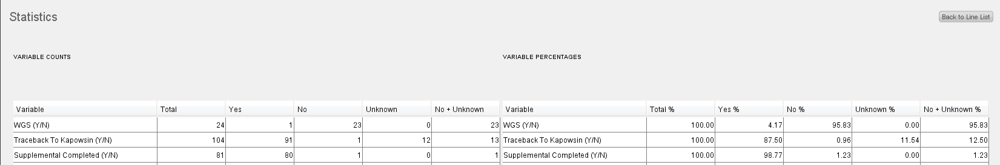 Statistics
Back to Line List
VARIABLE COUNTS
VARIABLE PERCENTAGES
Variable Total Yes No Unknown No + Unknown Variable Total % Yes % No % Unknown % No + Unknown %
WGS (Y/N) 24 1 23 0 23 WGS (Y/N) 100.00 4.17 95.83 0.00 95.83
Traceback To Kapowsin (Y/N) 104 91 1 12 13 Traceback To Kapowsin (Y/N) 100.00 87.50 0.96 11.54 12.50
Supplemental Completed (Y/N) 81 80 1 0 1 Supplemental Completed (Y/N) 100.00 98.77 1.23 0.00 1.23